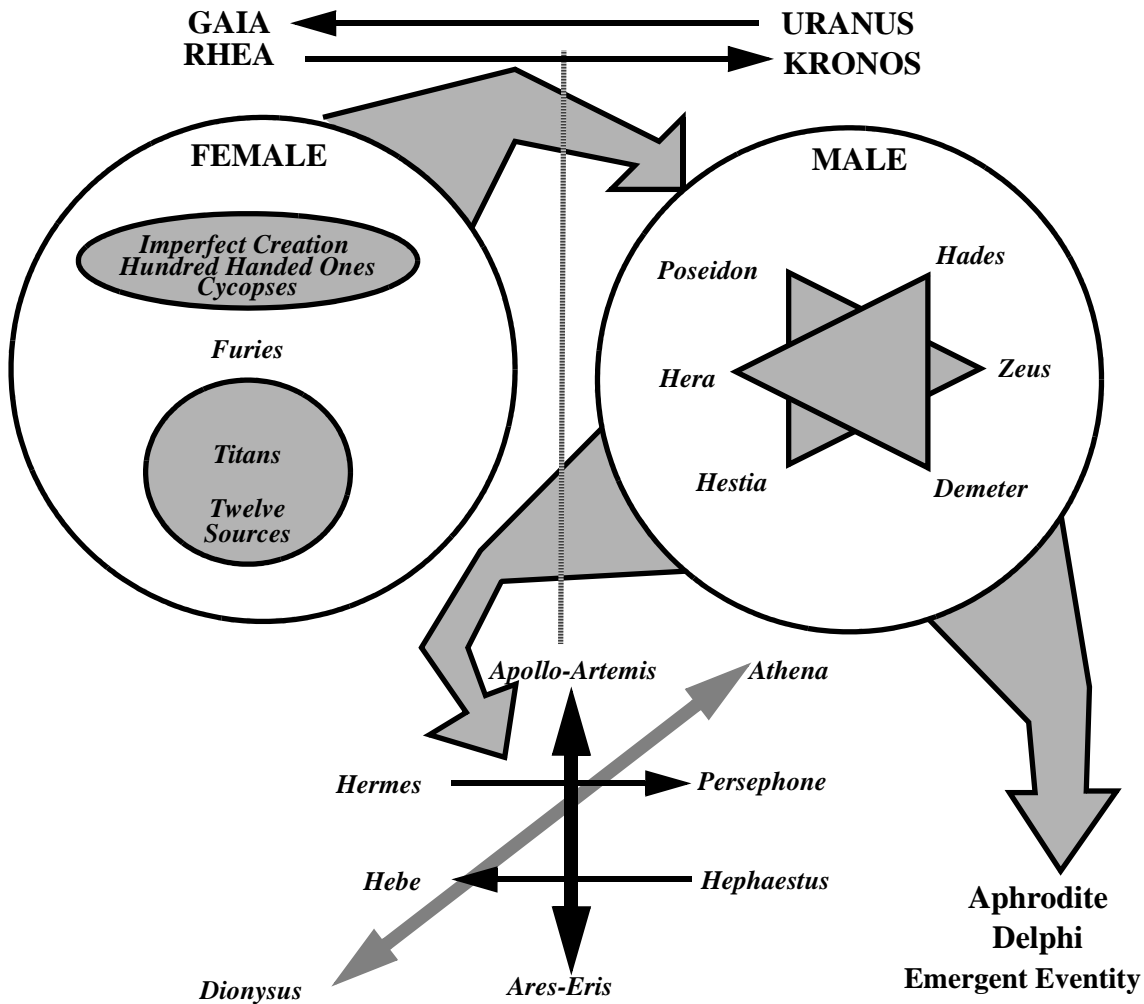 GAIA
URANUS
RHEA
KRONOS
FEMALE
MALE
Imperfect Creation
Hundred Handed Ones
Cycopses
Furies
Titans
Twelve
Sources
Poseidon
Hades
Hera
Zeus
Hestia
Demeter
Apollo-Artemis
Athena
Hermes
Persephone
Hebe
Hephaestus
Dionysus
Ares-Eris
Aphrodite
Delphi
Emergent Eventity